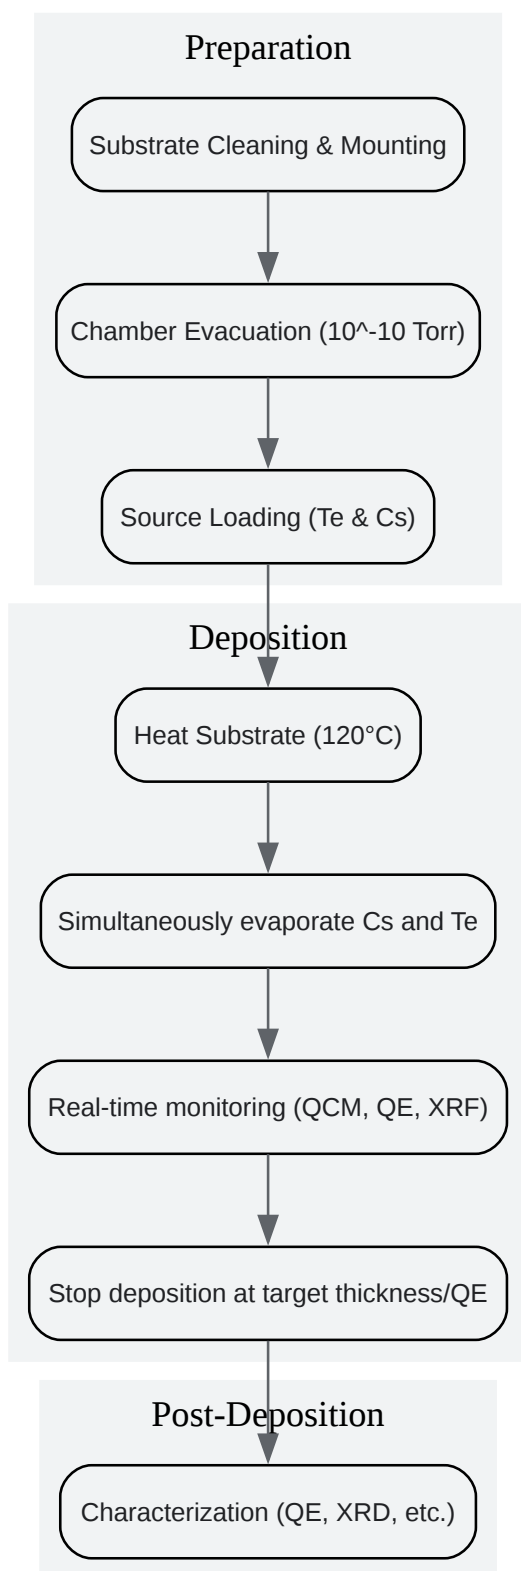 Preparation
Substrate Cleaning & Mounting
Chamber Evacuation (10^-10 Torr)
Source Loading (Te & Cs)
Deposition
Heat Substrate (120°C)
Simultaneously evaporate Cs and Te
Real-time monitoring (QCM, QE, XRF)
Stop deposition at target thickness/QE
Post-Deposition
Characterization (QE, XRD, etc.)